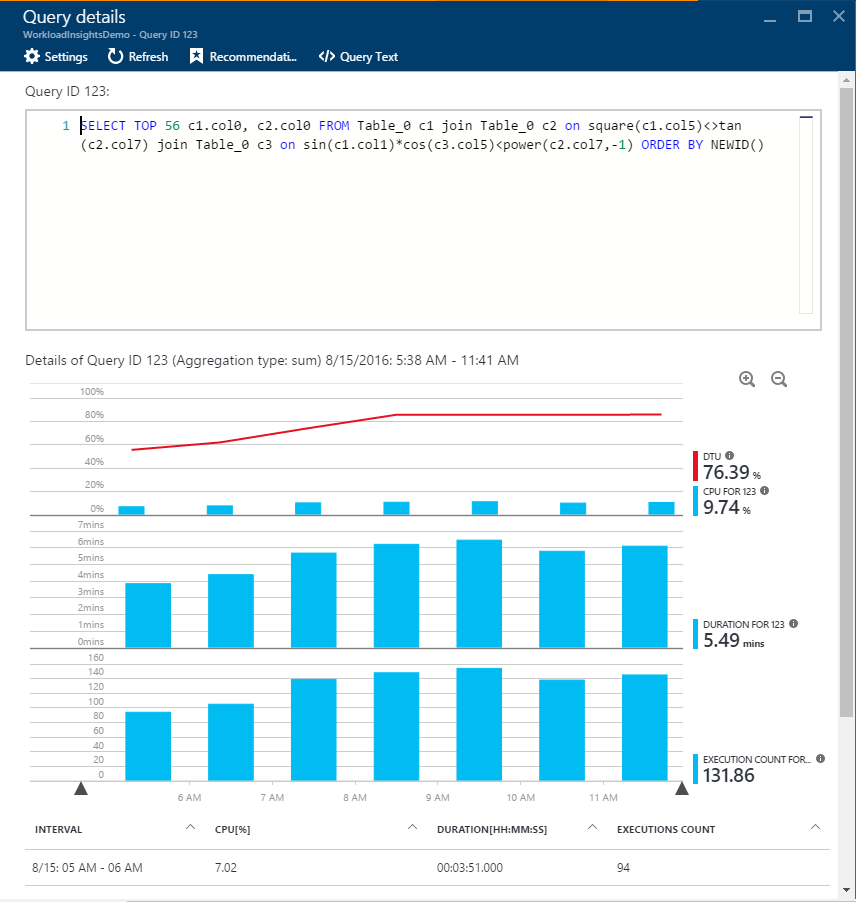 Query details
WorkloadInsightsDemo - Query ID 123
Settings Refresh Recommendati... </> Query Text
Query ID 123:
1 SELECT TOP 56 c1.col0, c2.col0 FROM Table_0 c1 join Table_0 c2 on square(c1.col5)<>tan
(c2.col7) join Table_0 c3 on sin(c1.col1)*cos(c3.col5)<power(c2.col7,-1) ORDER BY NEWID()
Details of Query ID 123 (Aggregation type: sum) 8/15/2016: 5:38 AM - 11:41 AM
100%
80%
60%
40%
20%
0%
DTU
76.39 %
CPU FOR 123
9.74 %
7mins
6mins
5mins
4mins
3mins
2mins
1mins
0mins
DURATION FOR 123
5.49 mins
160
140
120
100
80
60
40
20
0
EXECUTION COUNT FOR...
131.86
6 AM 7 AM 8 AM 9 AM 10 AM 11 AM
INTERVAL CPU[%] DURATION[HH:MM:SS] EXECUTIONS COUNT
8/15: 05 AM - 06 AM 7.02 00:03:51.000 94